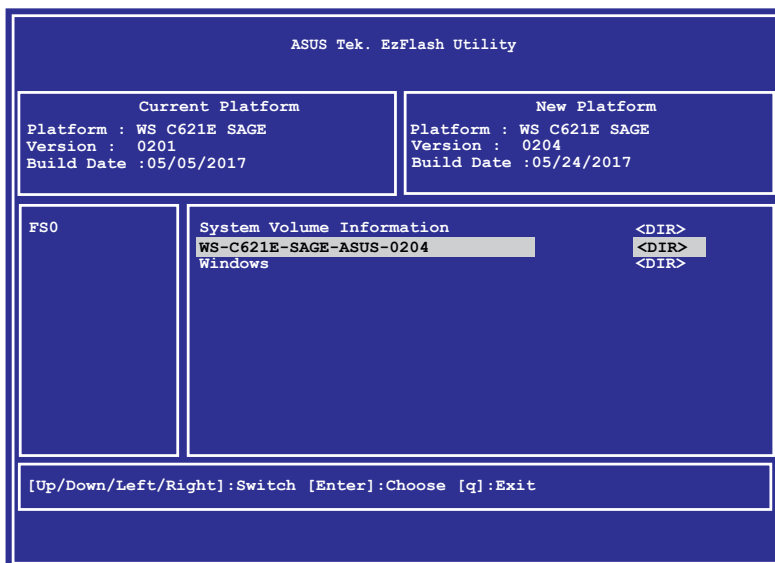 ASUS Tek. EzFlash Utility
Current Platform
Platform : WS C621E SAGE
Version : 0201
Build Date :05/05/2017
New Platform
Platform : WS C621E SAGE
Version : 0204
Build Date :05/24/2017
FS0
System Volume Information <DIR>
WS-C621E-SAGE-ASUS-0204 <DIR>
Windows <DIR>
[Up/Down/Left/Right]:Switch [Enter]:Choose [q]:Exit